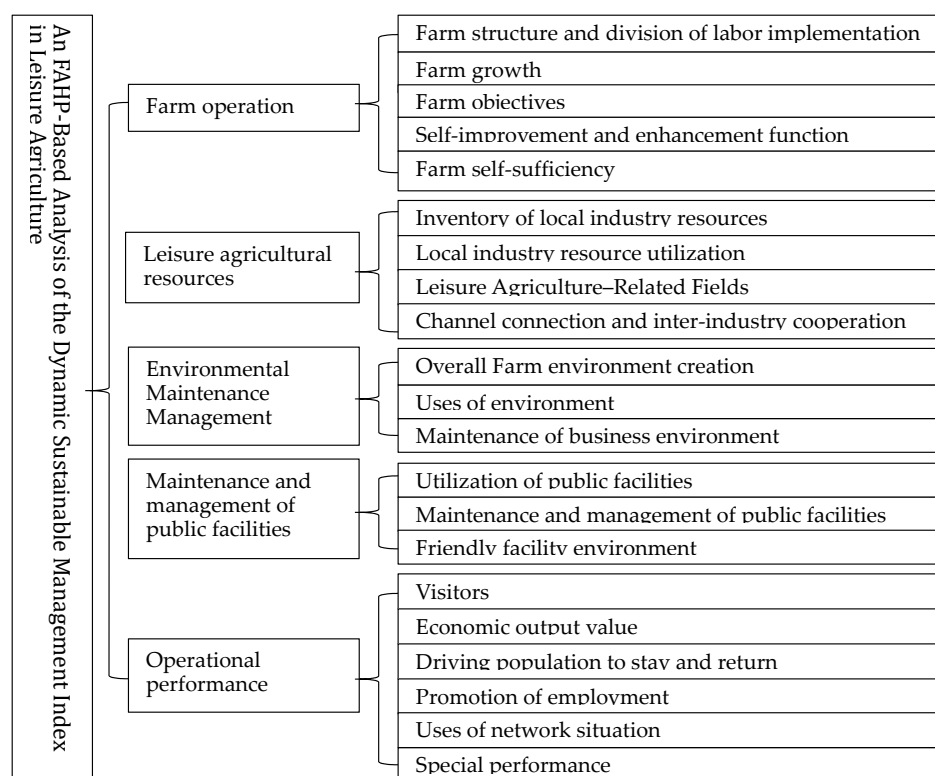 An FAHP-Based Analysis of the Dynamic Sustainable Management Index
in Leisure Agriculture
Farm operation
Farm structure and division of labor implementation
Farm growth
Farm objectives
Self-improvement and enhancement function
Farm self-sufficiency
Leisure agricultural
resources
Inventory of local industry resources
Local industry resource utilization
Leisure Agriculture–Related Fields
Channel connection and inter-industry cooperation
Environmental
Maintenance
Management
Overall Farm environment creation
Uses of environment
Maintenance of business environment
Maintenance and
management of
public facilities
Utilization of public facilities
Maintenance and management of public facilities
Friendly facility environment
Operational
performance
Visitors
Economic output value
Driving population to stay and return
Promotion of employment
Uses of network situation
Special performance